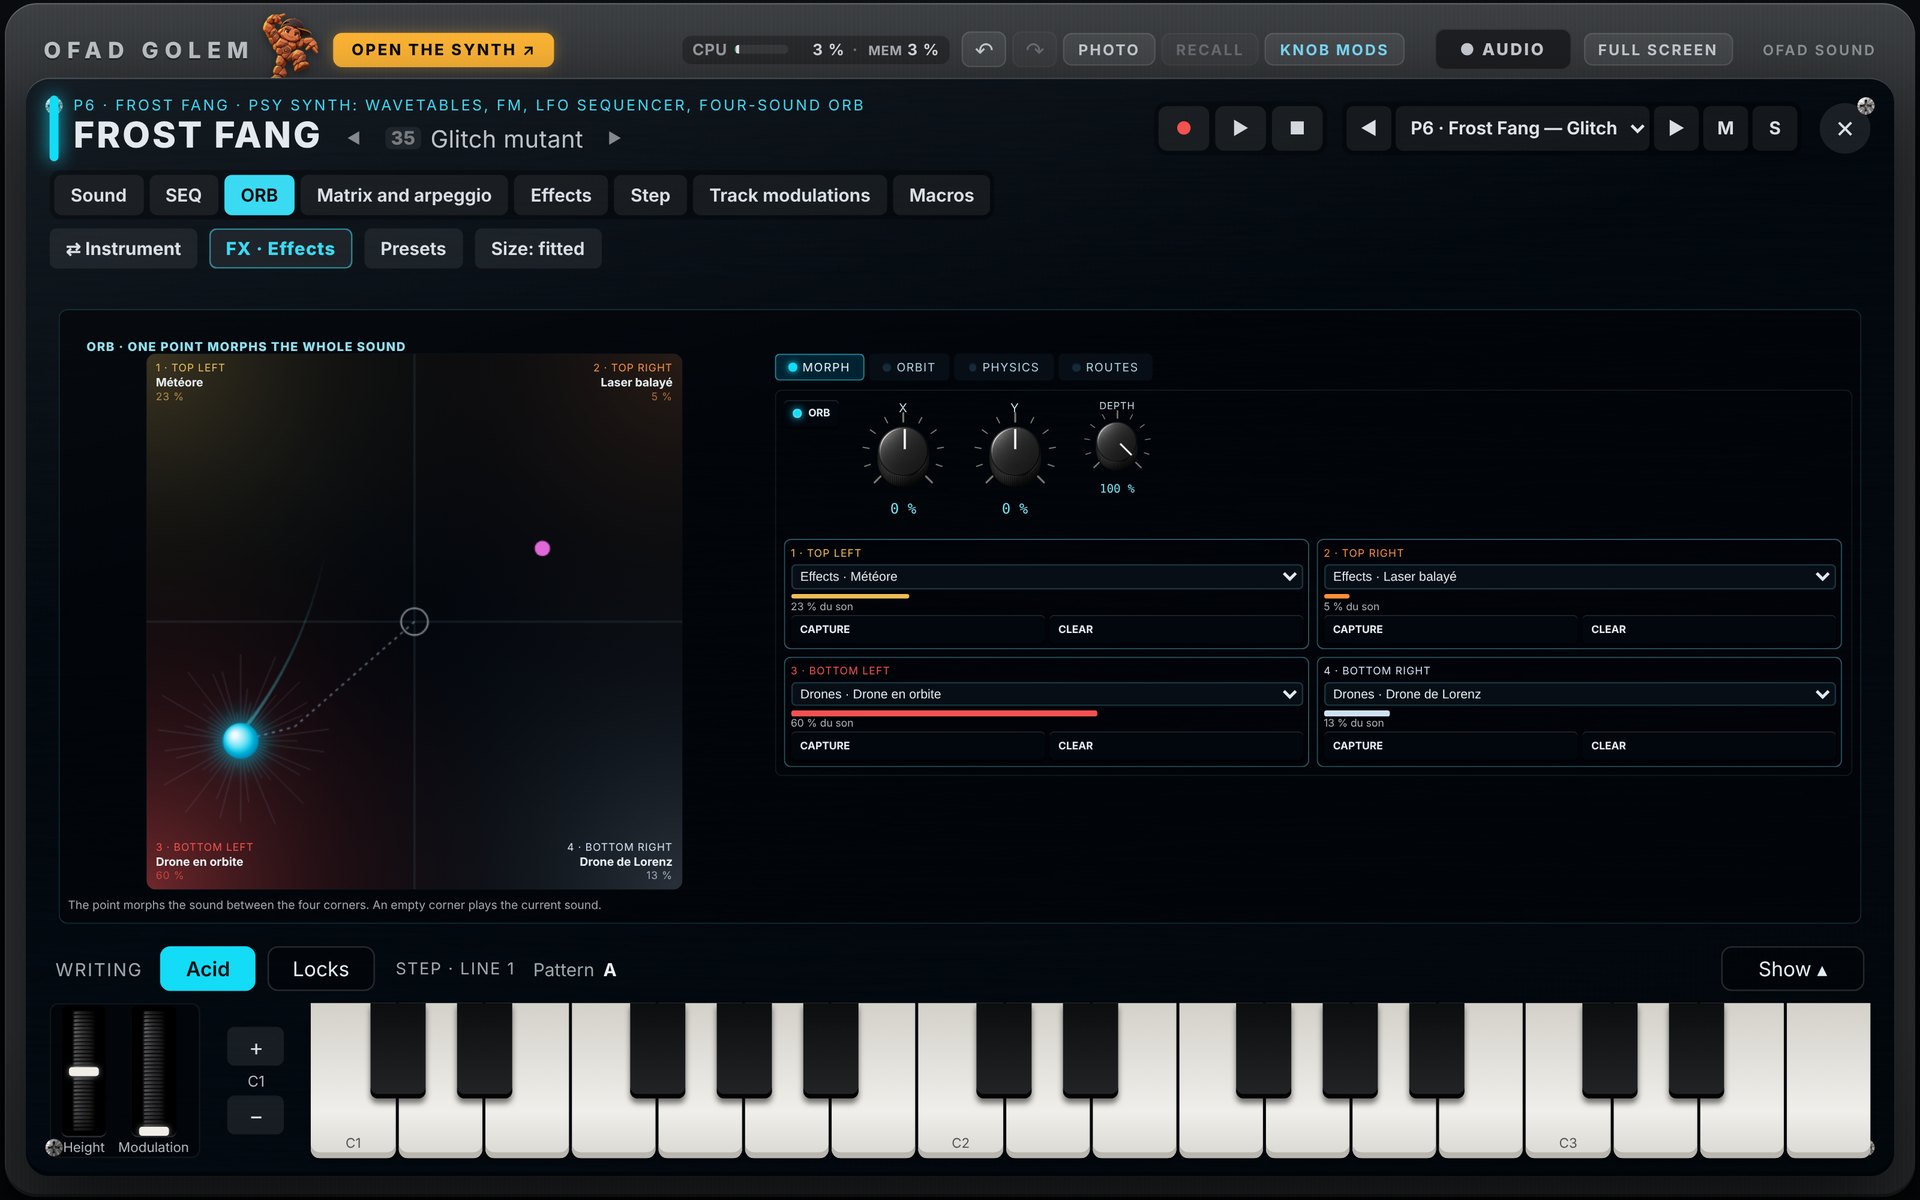 OFAD GOLEM
OPEN THE SYNTH ↗
CPU 3 % · MEM 3 %
↶
↷
PHOTO
RECALL
KNOB MODS
AUDIO
FULL SCREEN
OFAD SOUND
P6 · FROST FANG · PSY SYNTH: WAVETABLES, FM, LFO SEQUENCER, FOUR-SOUND ORB
FROST FANG
35 Glitch mutant
P6 · Frost Fang — Glitch
M
S
Sound
SEQ
ORB
Matrix and arpeggio
Effects
Step
Track modulations
Macros
⇄ Instrument
FX · Effects
Presets
Size: fitted
ORB · ONE POINT MORPHS THE WHOLE SOUND
1 · TOP LEFT
Météore
23 %
2 · TOP RIGHT
Laser balayé
5 %
3 · BOTTOM LEFT
Drone en orbite
60 %
4 · BOTTOM RIGHT
Drone de Lorenz
13 %
The point morphs the sound between the four corners. An empty corner plays the current sound.
MORPH
ORBIT
PHYSICS
ROUTES
ORB
X
0 %
Y
0 %
DEPTH
100 %
1 · TOP LEFT
Effects · Météore
23 % du son
CAPTURE
CLEAR
2 · TOP RIGHT
Effects · Laser balayé
5 % du son
CAPTURE
CLEAR
3 · BOTTOM LEFT
Drones · Drone en orbite
60 % du son
CAPTURE
CLEAR
4 · BOTTOM RIGHT
Drones · Drone de Lorenz
13 % du son
CAPTURE
CLEAR
WRITING
Acid
Locks
STEP · LINE 1
Pattern A
Show ▴
+
C1
−
Height
Modulation
C1
C2
C3